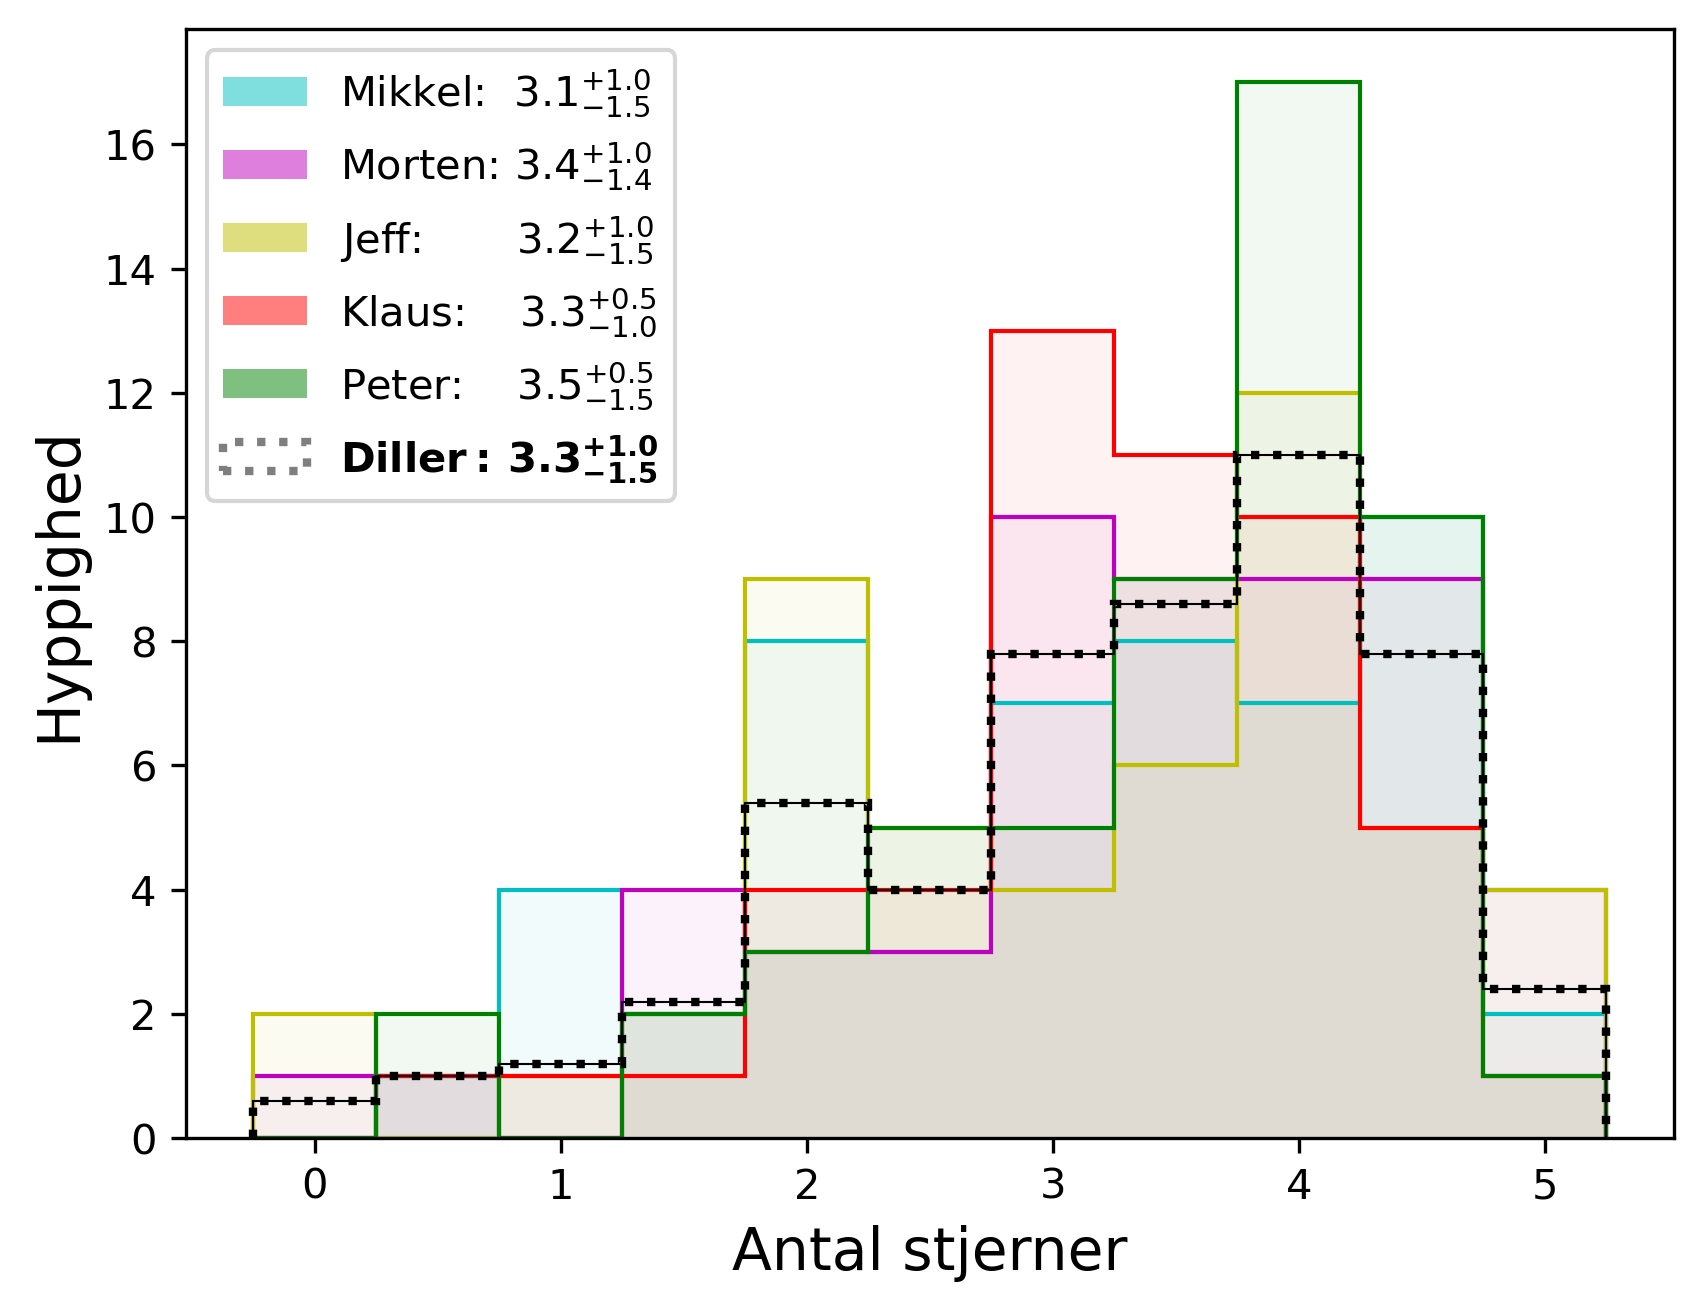 Mikkel: 3.1+1.0−1.5
Morten: 3.4+1.0−1.4
Jeff: 3.2+1.0−1.5
Klaus: 3.3+0.5−1.0
Peter: 3.5+0.5−1.5
Diller: 3.3+1.0−1.5
Hyppighed
16
14
12
10
8
6
4
2
0
0 1 2 3 4 5
Antal stjerner